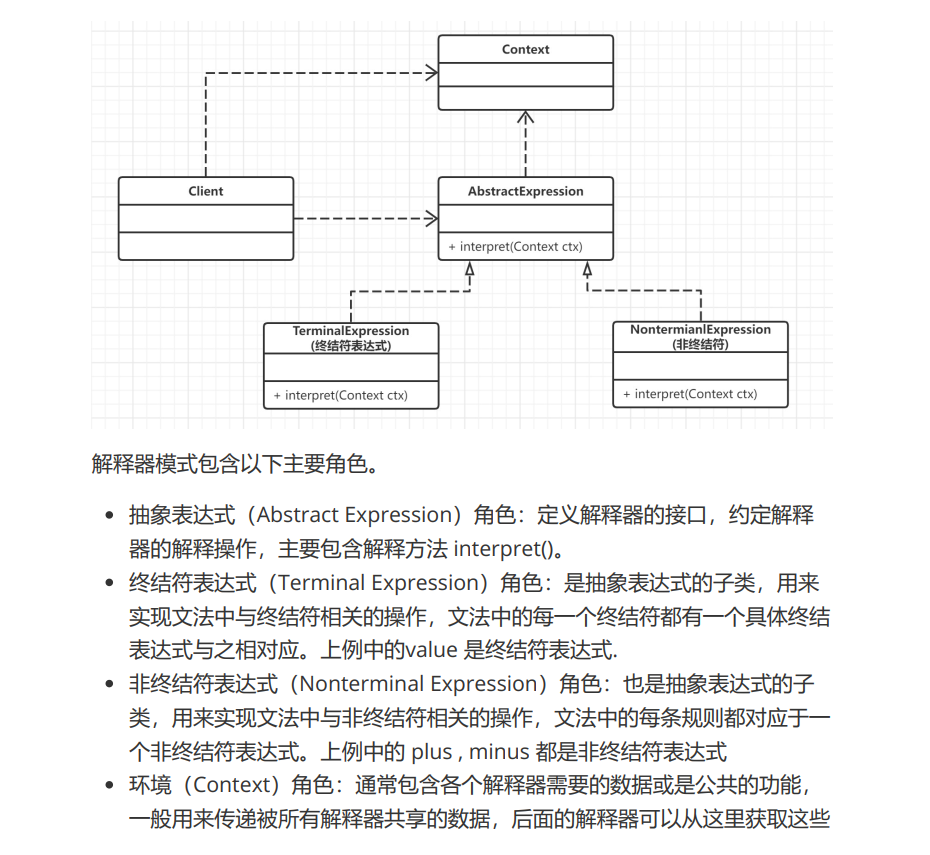 Context
Client
AbstractExpression
+ interpret(Context ctx)
TerminalExpression
(终结符表达式)
+ interpret(Context ctx)
NontermianlExpression
(非终结符)
+ interpret(Context ctx)
解释器模式包含以下主要角色。
• 抽象表达式（Abstract Expression）角色：定义解释器的接口，约定解释
器的解释操作，主要包含解释方法 interpret()。
• 终结符表达式（Terminal Expression）角色：是抽象表达式的子类，用来
实现文法中与终结符相关的操作，文法中的每一个终结符都有一个具体终结
表达式与之相对应。上例中的value 是终结符表达式.
• 非终结符表达式（Nonterminal Expression）角色：也是抽象表达式的子
类，用来实现文法中与非终结符相关的操作，文法中的每条规则都对应于一
个非终结符表达式。上例中的 plus , minus 都是非终结符表达式
• 环境（Context）角色：通常包含各个解释器需要的数据或是公共的功能，
一般用来传递被所有解释器共享的数据，后面的解释器可以从这里获取这些